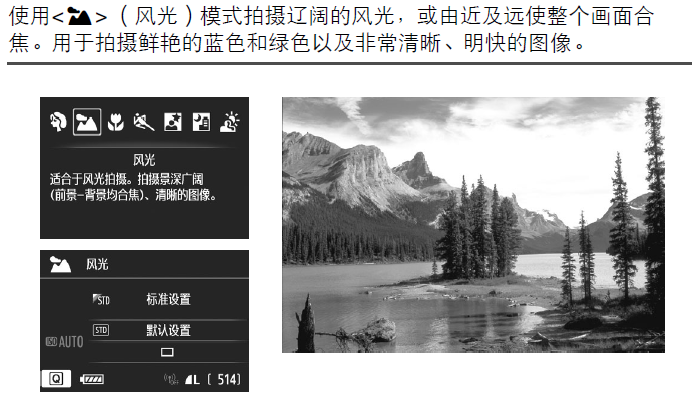 使用<>（风光）模式拍摄辽阔的风光，或由近及远使整个画面合
焦。用于拍摄鲜艳的蓝色和绿色以及非常清晰、明快的图像。
风光
适合于风光拍摄。拍摄景深广阔
(前景-背景均合焦)、清晰的图像。
风光
STD 标准设置
STD 默认设置
AUTO
Q L [ 514]